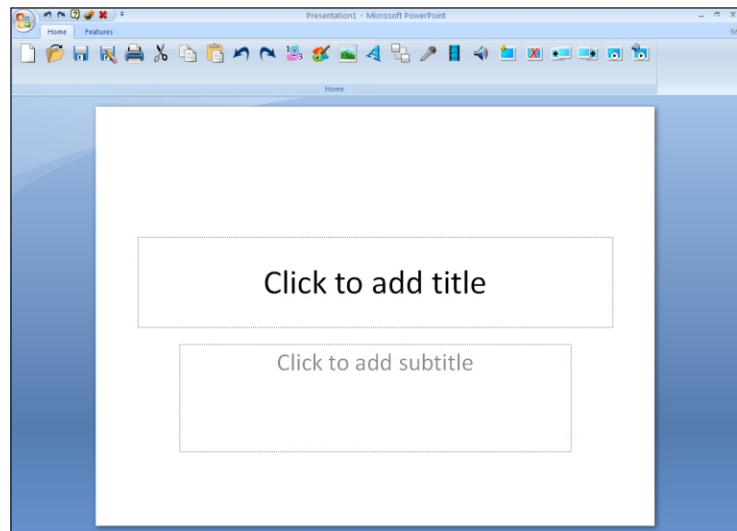 Presentation1 - Microsoft PowerPoint
Home
Features
Home
Click to add title
Click to add subtitle